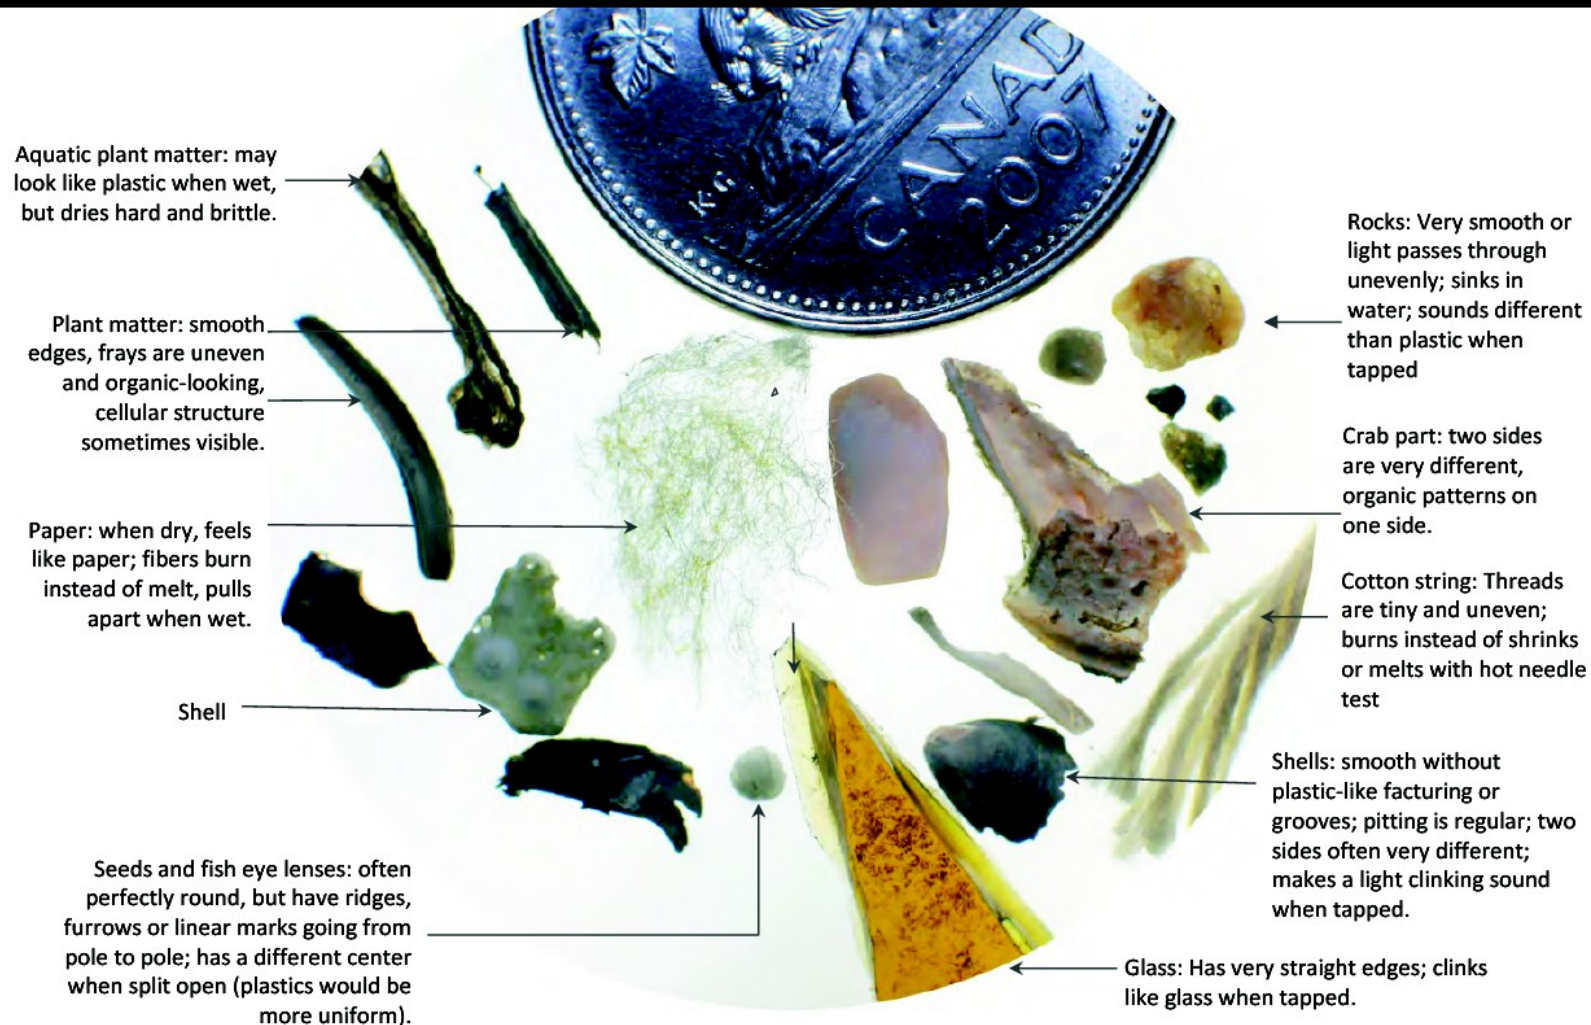 CANADA
2007
KG
Aquatic plant matter: may
look like plastic when wet,
but dries hard and brittle.
Plant matter: smooth
edges, frays are uneven
and organic-looking,
cellular structure
sometimes visible.
Paper: when dry, feels
like paper; fibers burn
instead of melt, pulls
apart when wet.
Shell
Seeds and fish eye lenses: often
perfectly round, but have ridges,
furrows or linear marks going from
pole to pole; has a different center
when split open (plastics would be
more uniform).
Rocks: Very smooth or
light passes through
unevenly; sinks in
water; sounds different
than plastic when
tapped
Crab part: two sides
are very different,
organic patterns on
one side.
Cotton string: Threads
are tiny and uneven;
burns instead of shrinks
or melts with hot needle
test
Shells: smooth without
plastic-like facturing or
grooves; pitting is regular; two
sides often very different;
makes a light clinking sound
when tapped.
Glass: Has very straight edges; clinks
like glass when tapped.